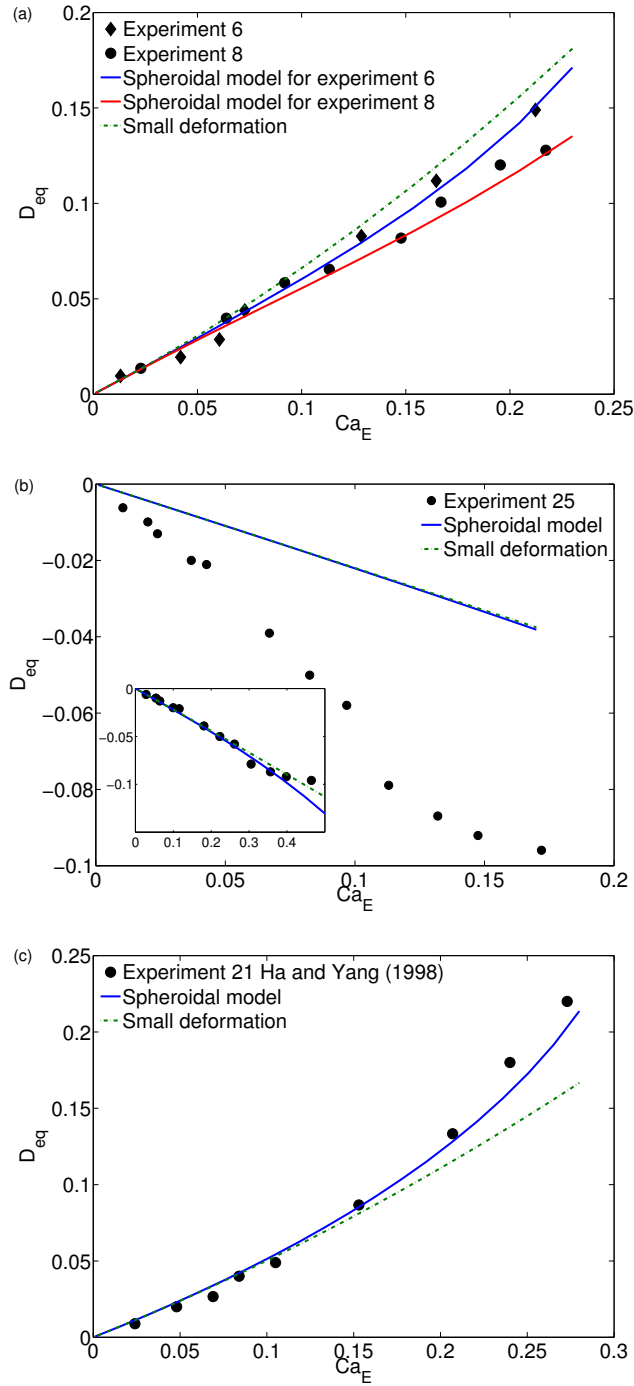 (a)
Experiment 6
Experiment 8
Spheroidal model for experiment 6
Spheroidal model for experiment 8
Small deformation
0.2
0.15
0.1
0.05
0
D_eq
0 0.05 0.1 0.15 0.2 0.25
Ca_E
(b)
Experiment 25
Spheroidal model
Small deformation
0
−0.02
−0.04
−0.06
−0.08
−0.1
D_eq
0
−0.05
−0.1
0 0.1 0.2 0.3 0.4
0 0.05 0.1 0.15 0.2
Ca_E
(c)
Experiment 21 Ha and Yang (1998)
Spheroidal model
Small deformation
0.25
0.2
0.15
0.1
0.05
0
D_eq
0 0.05 0.1 0.15 0.2 0.25 0.3
Ca_E